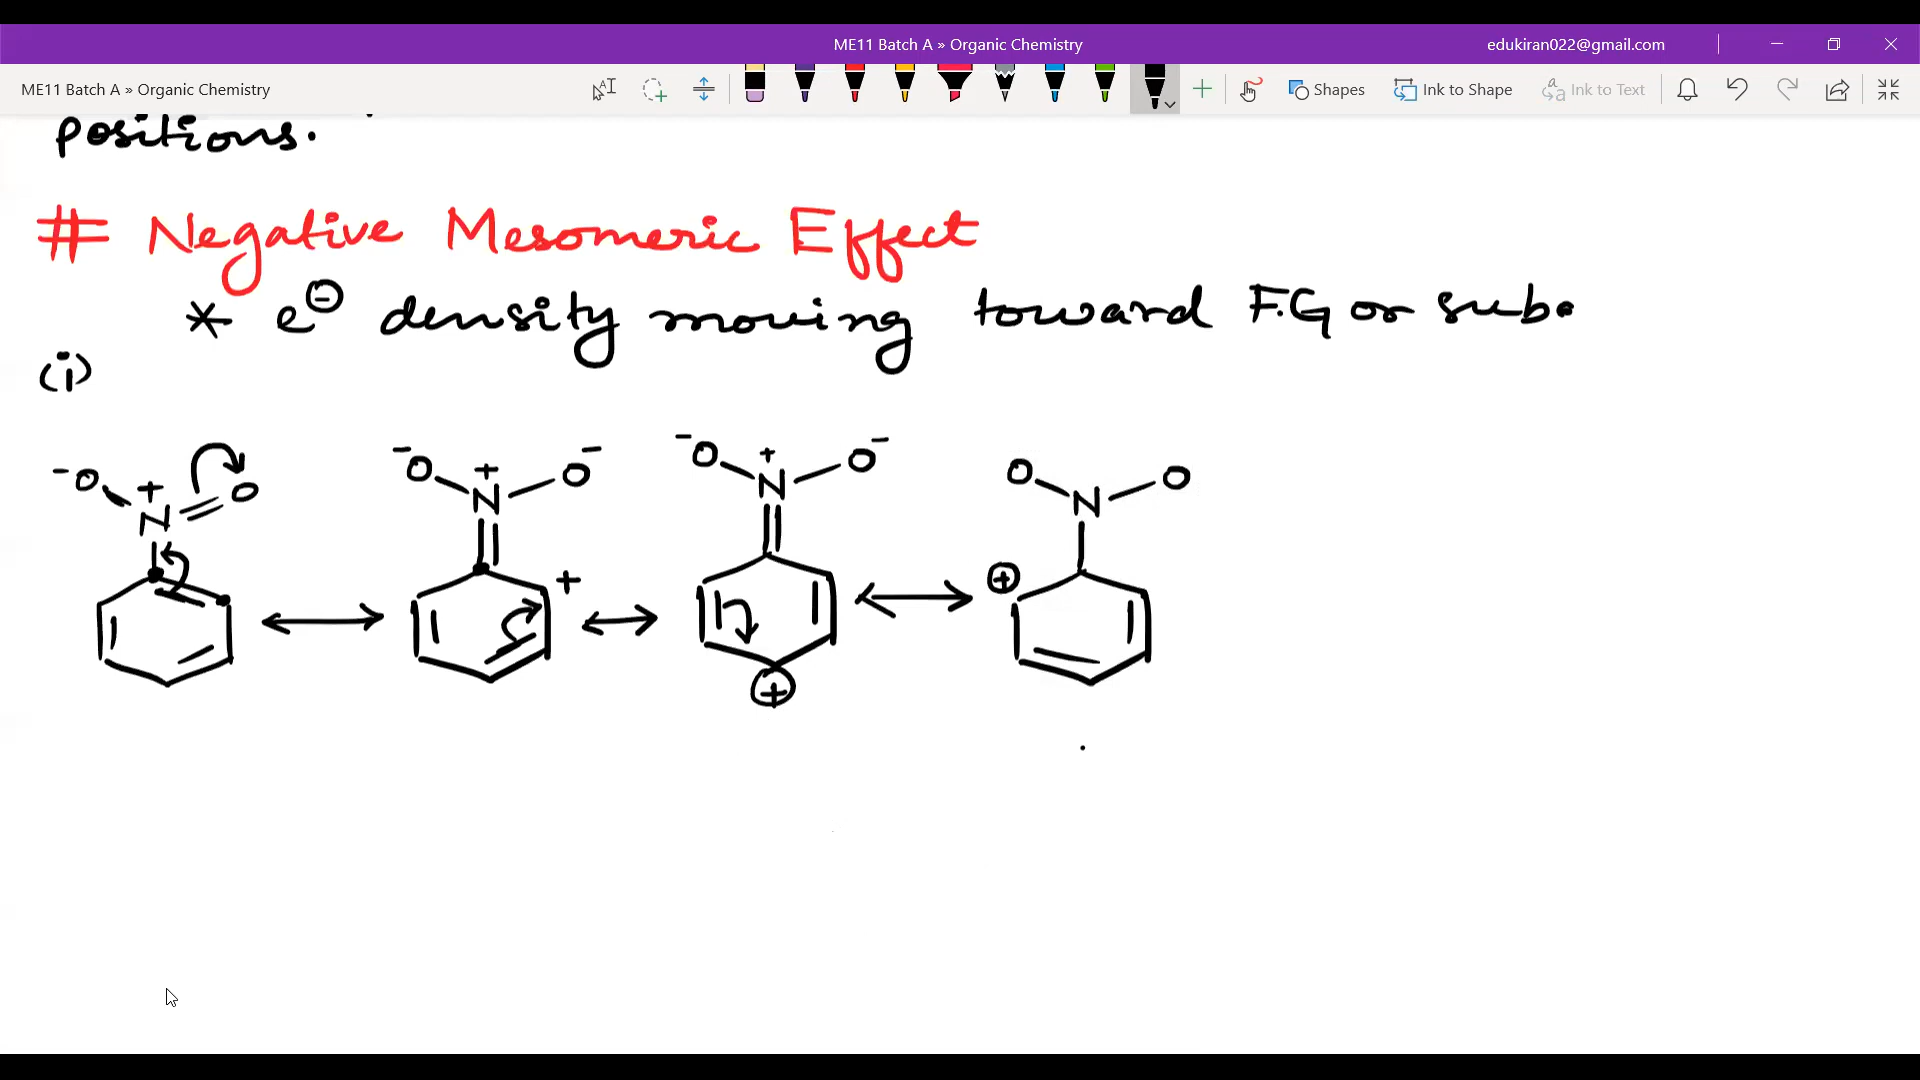 ME11 Batch A » Organic Chemistry
edukiran022@gmail.com
ME11 Batch A » Organic Chemistry
Shapes
Ink to Shape
Ink to Text
positions.
# Negative Mesomeric Effect
* e⊖ density moving toward F.G or subs
(i)
-O N+ O
-O N+ O- +
-O N+ O- ⊕
O N O ⊕